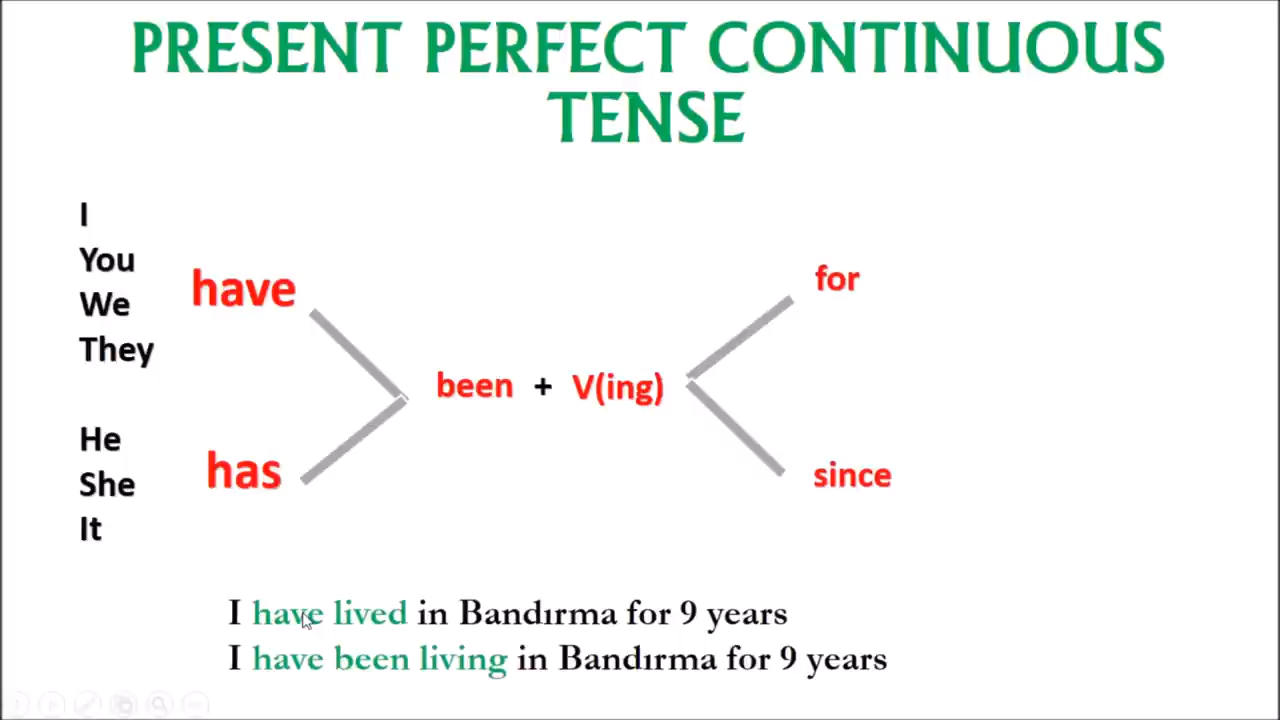 PRESENT PERFECT CONTINUOUS
TENSE
I
You
We
They
have
He
She
It
has
been + V(ing)
for
since
I have lived in Bandırma for 9 years
I have been living in Bandırma for 9 years